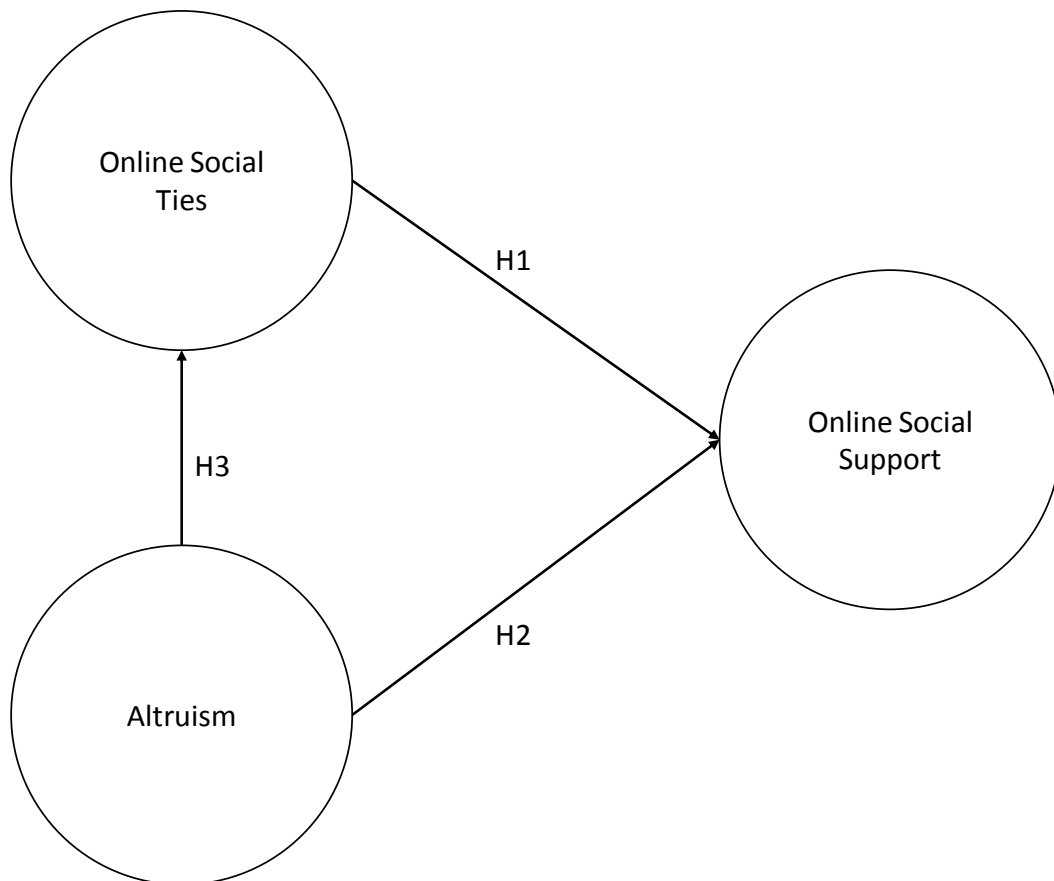 Online Social
Ties
H1
Online Social
Support
H3
H2
Altruism